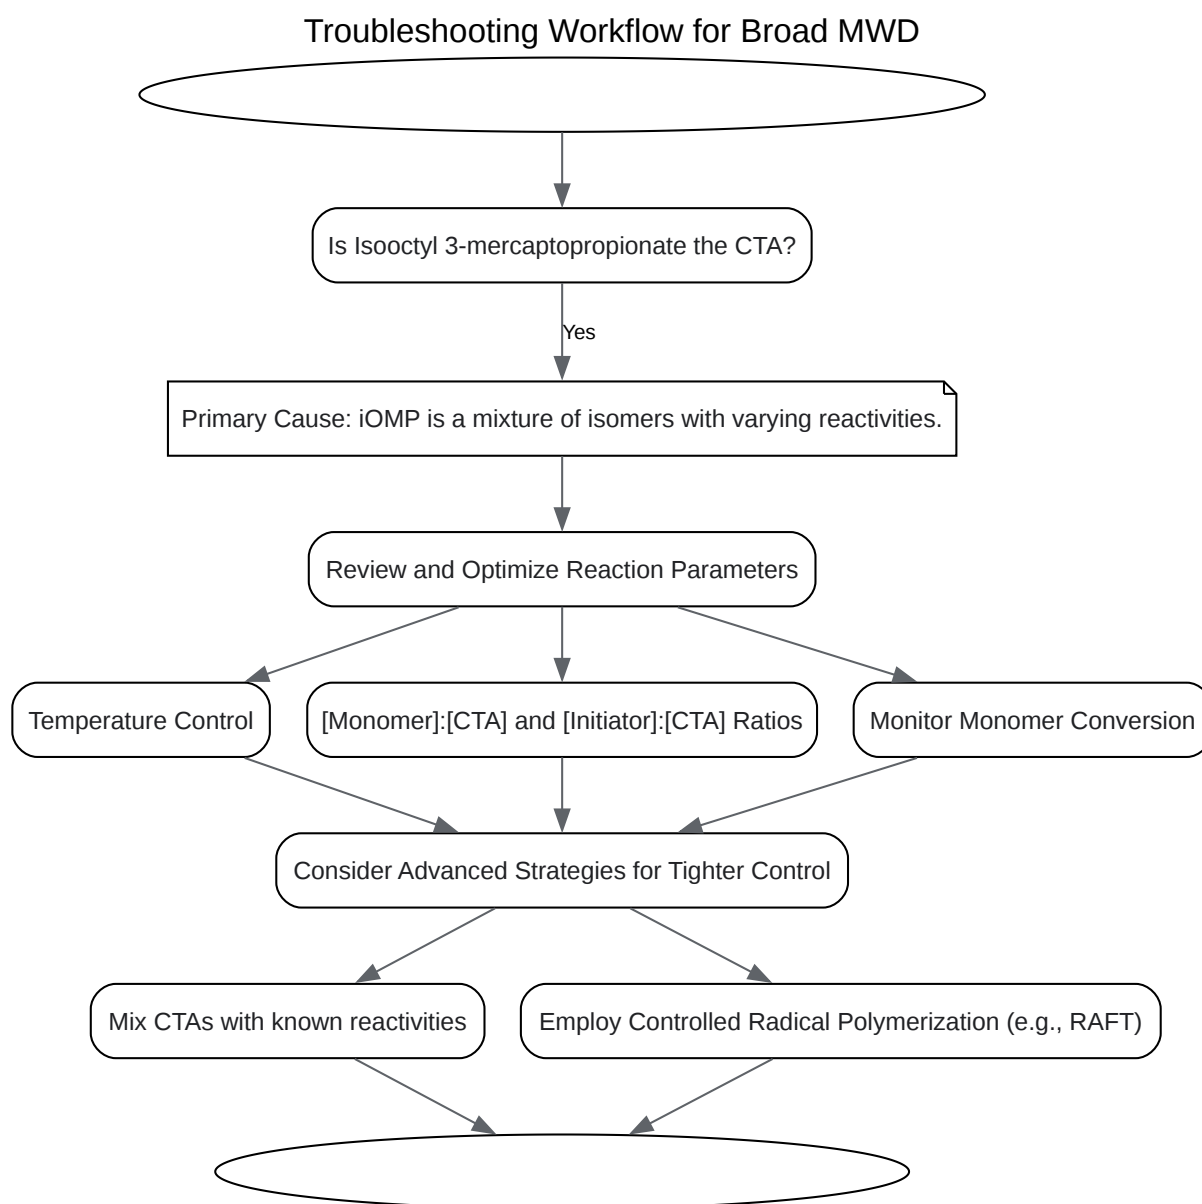 Troubleshooting Workflow for Broad MWD
Is Isooctyl 3-mercaptopropionate the CTA?
Yes
Primary Cause: iOMP is a mixture of isomers with varying reactivities.
Review and Optimize Reaction Parameters
Temperature Control
[Monomer]:[CTA] and [Initiator]:[CTA] Ratios
Monitor Monomer Conversion
Consider Advanced Strategies for Tighter Control
Mix CTAs with known reactivities
Employ Controlled Radical Polymerization (e.g., RAFT)